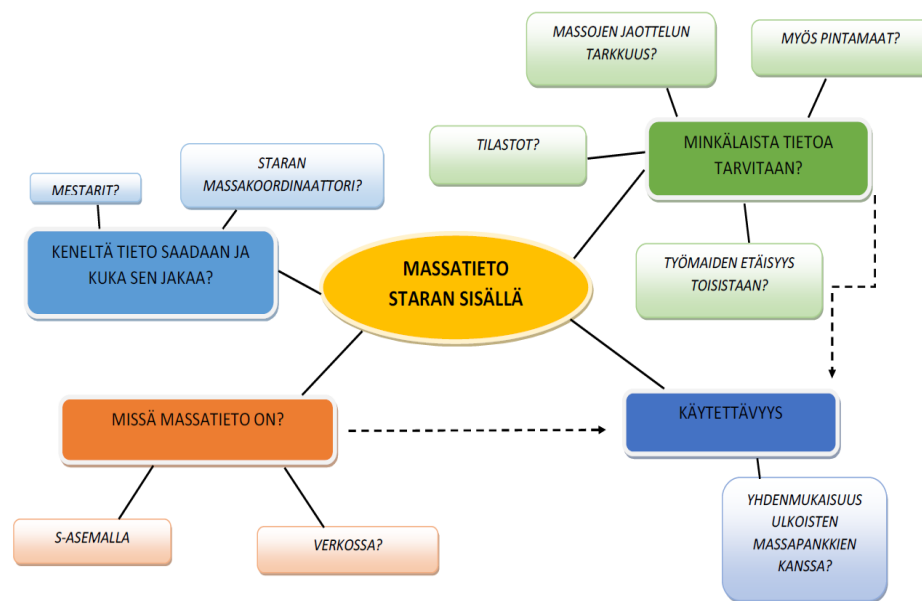 MASSOJEN JAOTTELUN
TARKKUUS?
MYÖS PINTAMAAT?
TILASTOT?
MINKÄLAISTA TIETOA
TARVITAAN?
STARAN
MASSAKOORDINAATTORI?
MESTARIT?
KENELTÄ TIETO SAADAAN JA
KUKA SEN JAKAA?
TYÖMAIDEN ETÄISYYS
TOISISTAAN?
MASSATIETO
STARAN SISÄLLÄ
MISSÄ MASSATIETO ON?
KÄYTETTÄVYYS
S-ASEMALLA
VERKOSSA?
YHDENMUKAISUUS
ULKOISTEN
MASSAPANKKIEN
KANSSA?